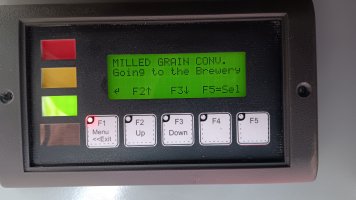 MILLED GRAIN CONV.
Going to the Brewery
↵ F2↑ F3↓ F5=Sel
F1 Menu <<Exit
F2 Up
F3 Down
F4
F5